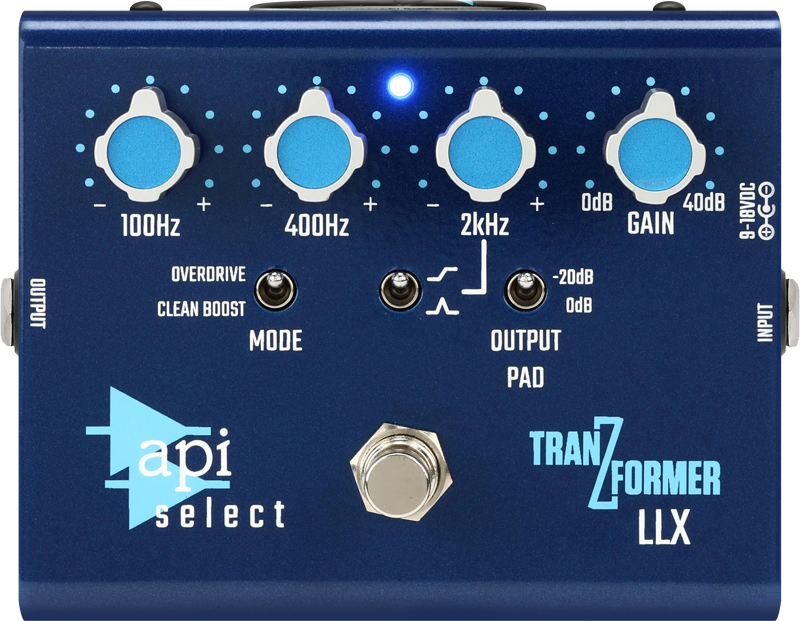 - +
100Hz
- +
400Hz
- +
2kHz
0dB 40dB
GAIN
9-18VDC
OVERDRIVE
CLEAN BOOST
MODE
-20dB
0dB
OUTPUT
PAD
OUTPUT
INPUT
api
select
TRANZFORMER
LLX